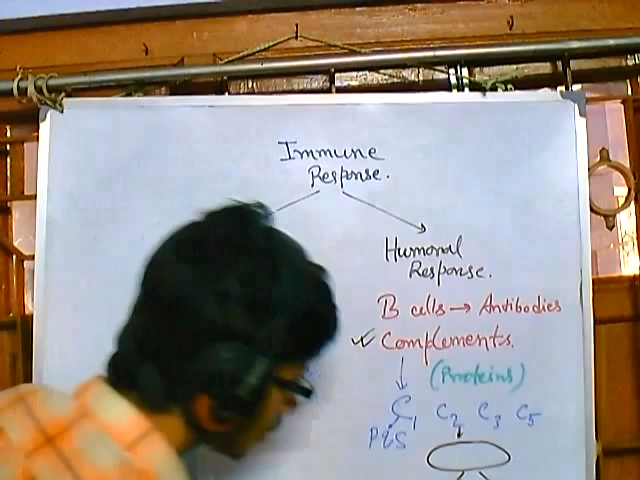 Immune
Response.
Humoral
Response.
B cells → Antibodies
✓ Complements.
(Proteins)
C1 C2 C3 C5